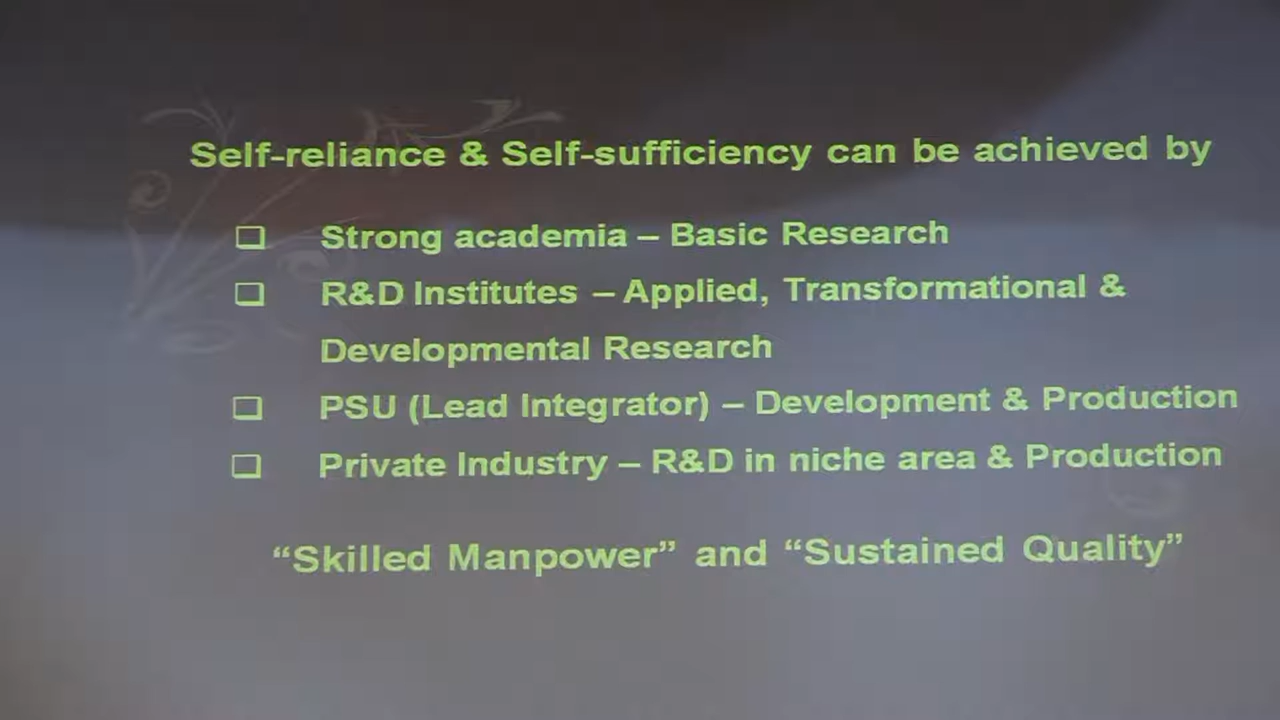 Self-reliance & Self-sufficiency can be achieved by
❑ Strong academia – Basic Research
❑ R&D Institutes – Applied, Transformational &
Developmental Research
❑ PSU (Lead Integrator) – Development & Production
❑ Private Industry – R&D in niche area & Production
“Skilled Manpower” and “Sustained Quality”